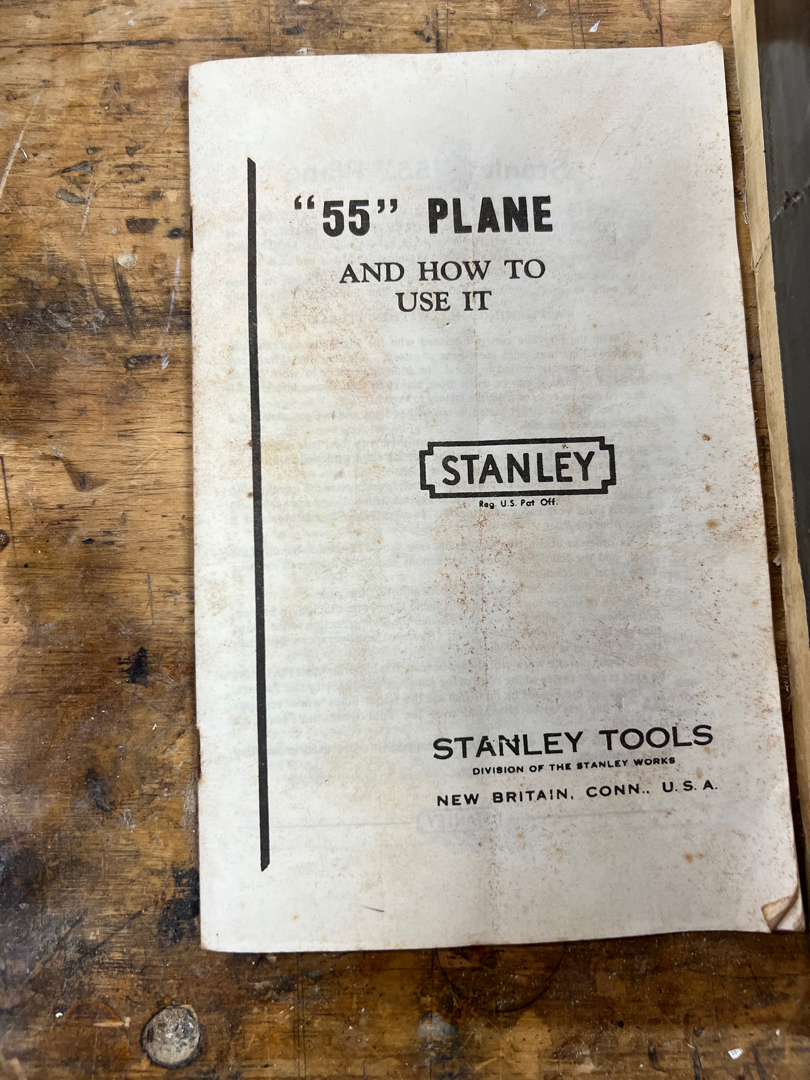 “55” PLANE
AND HOW TO
USE IT
STANLEY
Reg. U.S. Pat. Off.
STANLEY TOOLS
DIVISION OF THE STANLEY WORKS
NEW BRITAIN, CONN., U. S. A.